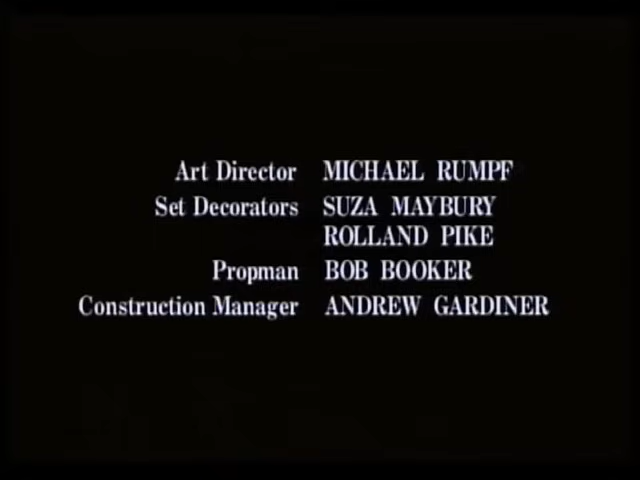 Art Director MICHAEL RUMPF
Set Decorators SUZA MAYBURY
ROLLAND PIKE
Propman BOB BOOKER
Construction Manager ANDREW GARDINER